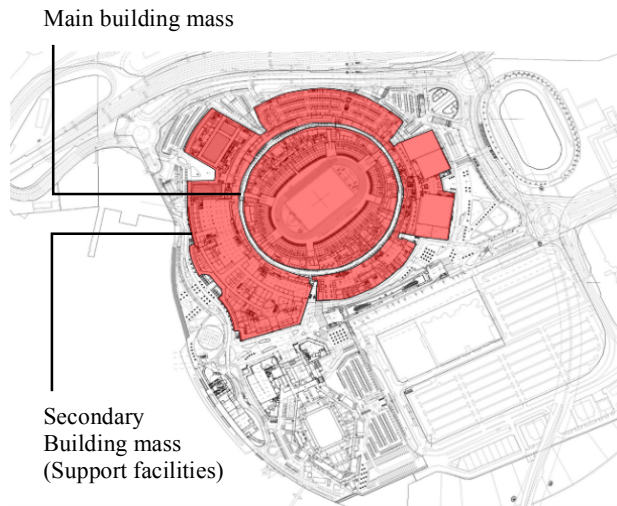 Main building mass
Secondary
Building mass
(Support facilities)